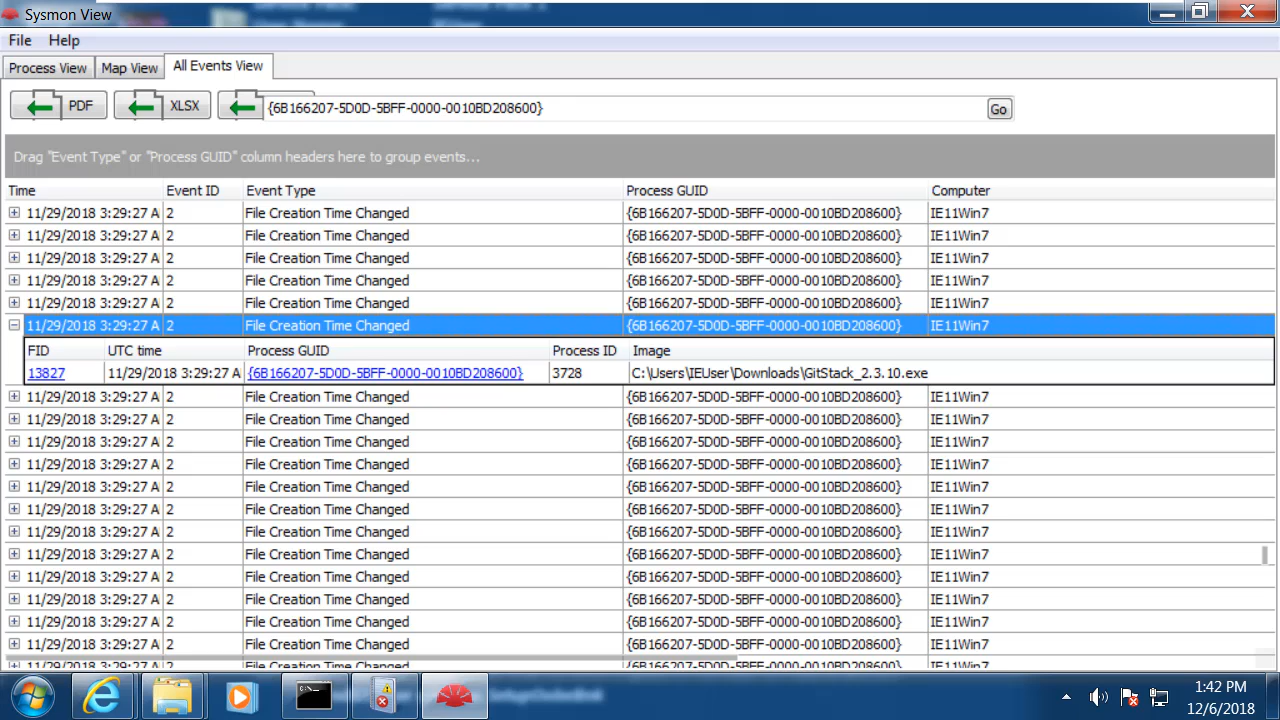 Sysmon View
File Help
Process View Map View All Events View
PDF XLSX {6B166207-5D0D-5BFF-0000-0010BD208600} Go
Drag "Event Type" or "Process GUID" column headers here to group events...
Time Event ID Event Type Process GUID Computer
11/29/2018 3:29:27 A 2 File Creation Time Changed {6B166207-5D0D-5BFF-0000-0010BD208600} IE11Win7
11/29/2018 3:29:27 A 2 File Creation Time Changed {6B166207-5D0D-5BFF-0000-0010BD208600} IE11Win7
11/29/2018 3:29:27 A 2 File Creation Time Changed {6B166207-5D0D-5BFF-0000-0010BD208600} IE11Win7
11/29/2018 3:29:27 A 2 File Creation Time Changed {6B166207-5D0D-5BFF-0000-0010BD208600} IE11Win7
11/29/2018 3:29:27 A 2 File Creation Time Changed {6B166207-5D0D-5BFF-0000-0010BD208600} IE11Win7
11/29/2018 3:29:27 A 2 File Creation Time Changed {6B166207-5D0D-5BFF-0000-0010BD208600} IE11Win7
FID UTC time Process GUID Process ID Image
13827 11/29/2018 3:29:27 A {6B166207-5D0D-5BFF-0000-0010BD208600} 3728 C:\Users\IEUser\Downloads\GitStack_2.3.10.exe
11/29/2018 3:29:27 A 2 File Creation Time Changed {6B166207-5D0D-5BFF-0000-0010BD208600} IE11Win7
11/29/2018 3:29:27 A 2 File Creation Time Changed {6B166207-5D0D-5BFF-0000-0010BD208600} IE11Win7
11/29/2018 3:29:27 A 2 File Creation Time Changed {6B166207-5D0D-5BFF-0000-0010BD208600} IE11Win7
11/29/2018 3:29:27 A 2 File Creation Time Changed {6B166207-5D0D-5BFF-0000-0010BD208600} IE11Win7
11/29/2018 3:29:27 A 2 File Creation Time Changed {6B166207-5D0D-5BFF-0000-0010BD208600} IE11Win7
11/29/2018 3:29:27 A 2 File Creation Time Changed {6B166207-5D0D-5BFF-0000-0010BD208600} IE11Win7
11/29/2018 3:29:27 A 2 File Creation Time Changed {6B166207-5D0D-5BFF-0000-0010BD208600} IE11Win7
11/29/2018 3:29:27 A 2 File Creation Time Changed {6B166207-5D0D-5BFF-0000-0010BD208600} IE11Win7
11/29/2018 3:29:27 A 2 File Creation Time Changed {6B166207-5D0D-5BFF-0000-0010BD208600} IE11Win7
11/29/2018 3:29:27 A 2 File Creation Time Changed {6B166207-5D0D-5BFF-0000-0010BD208600} IE11Win7
11/29/2018 3:29:27 A 2 File Creation Time Changed {6B166207-5D0D-5BFF-0000-0010BD208600} IE11Win7
11/29/2018 3:29:27 A 2 File Creation Time Changed {6B166207-5D0D-5BFF-0000-0010BD208600} IE11Win7
11/29/2018 3:29:27 A 2 File Creation Time Changed {6B166207-5D0D-5BFF-0000-0010BD208600} IE11Win7
1:42 PM
12/6/2018